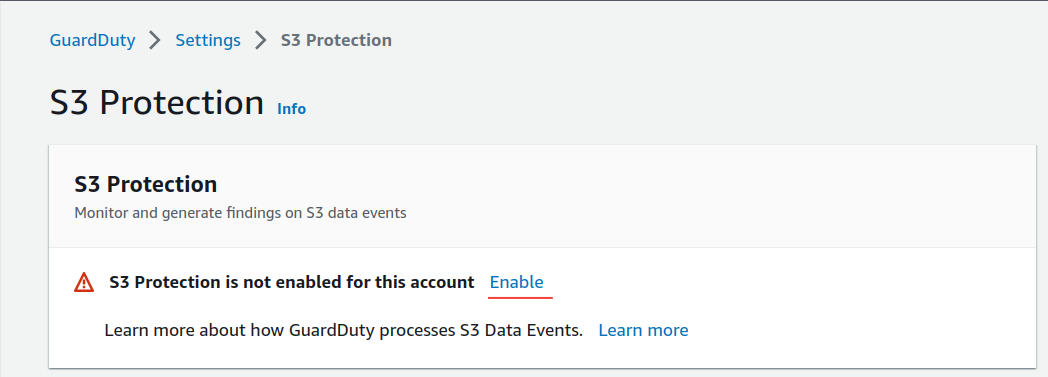 GuardDuty > Settings > S3 Protection
S3 Protection Info
S3 Protection
Monitor and generate findings on S3 data events
S3 Protection is not enabled for this account Enable
Learn more about how GuardDuty processes S3 Data Events. Learn more